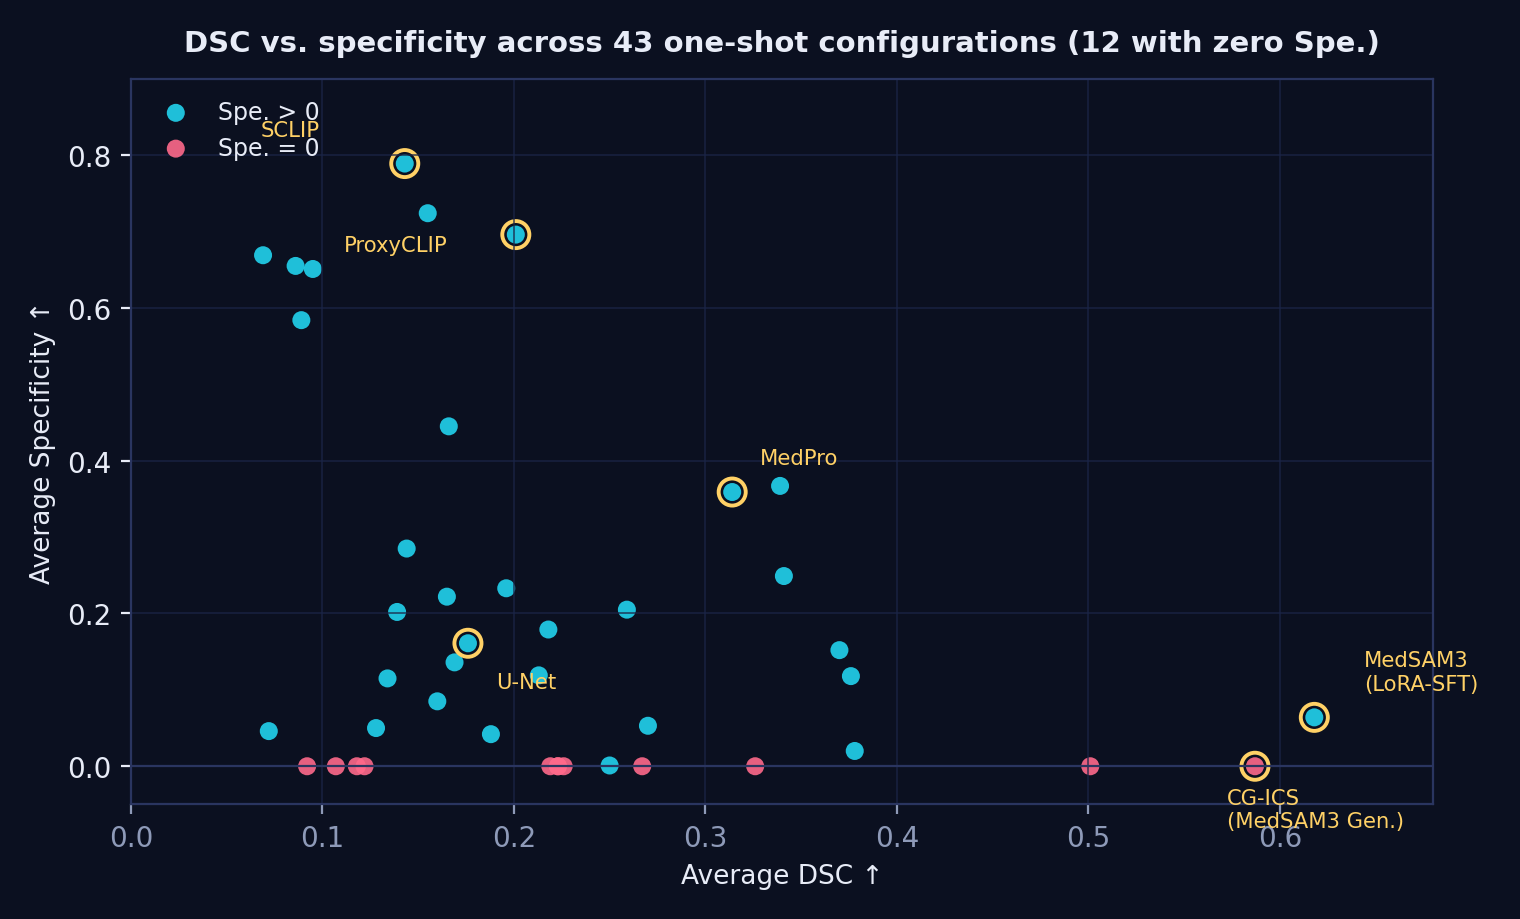 DSC vs. specificity across 43 one-shot configurations (12 with zero Spe.)
Spe. > 0
SCLIP
Spe. = 0
ProxyCLIP
MedPro
U-Net
MedSAM3
(LoRA-SFT)
CG-ICS
(MedSAM3 Gen.)
Average Specificity ↑
0.8
0.6
0.4
0.2
0.0
0.0 0.1 0.2 0.3 0.4 0.5 0.6
Average DSC ↑